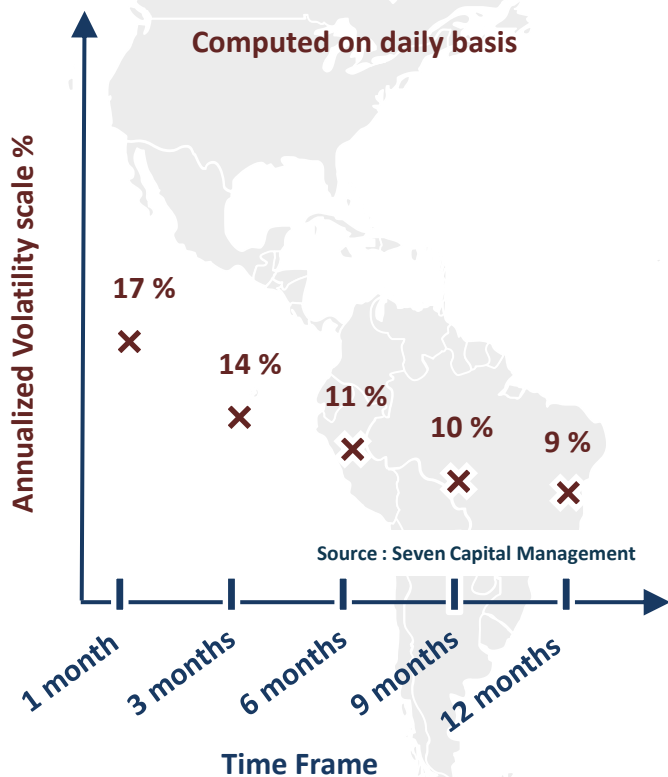 Computed on daily basis
Annualized Volatility scale %
17 %
14 %
11 %
10 %
9 %
Source : Seven Capital Management
1 month
3 months
6 months
9 months
12 months
Time Frame